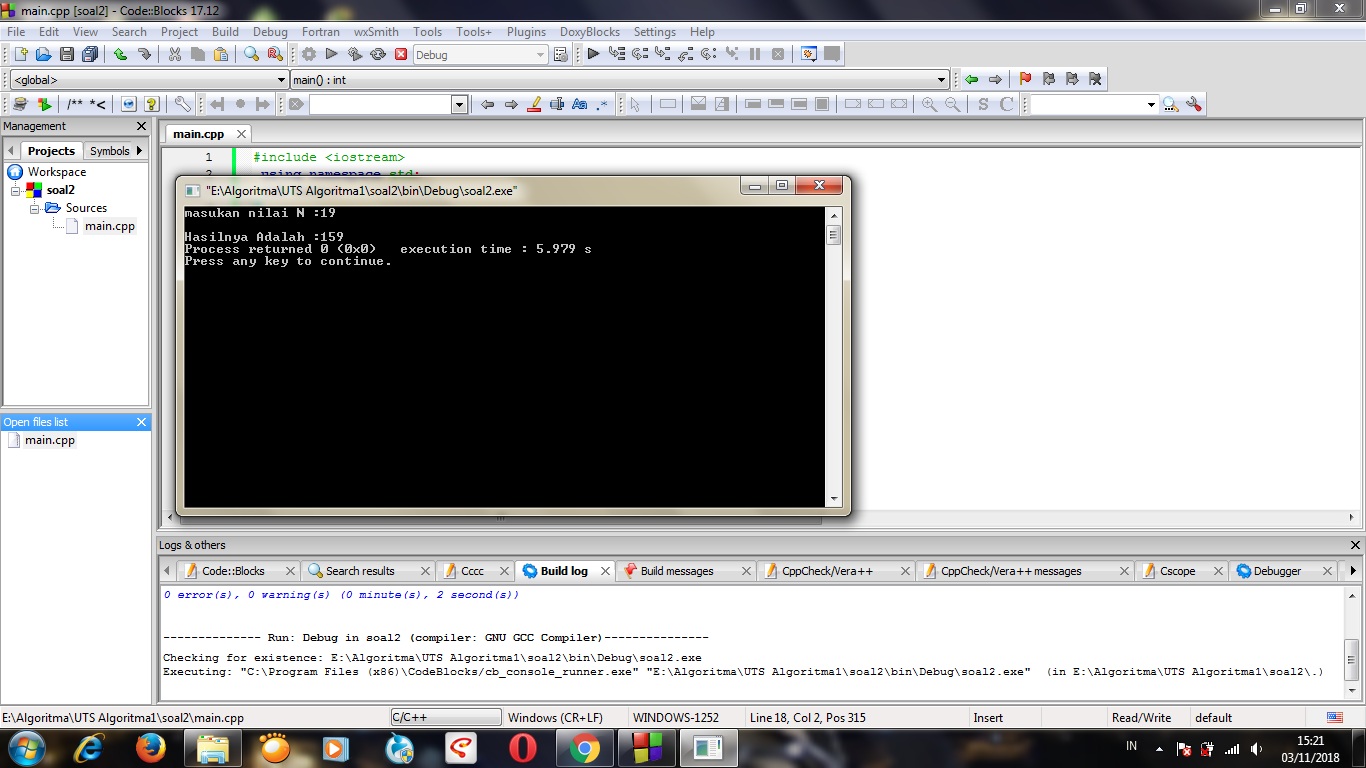 main.cpp [soal2] - Code::Blocks 17.12
File Edit View Search Project Build Debug Fortran wxSmith Tools Tools+ Plugins DoxyBlocks Settings Help
Debug
<global> main() : int
/** *< ? Aa .* S C
Management
Projects Symbols
Workspace
soal2
Sources
main.cpp
Open files list
main.cpp
main.cpp
1 #include <iostream>
2 using namespace std;
"E:\Algoritma\UTS Algoritma1\soal2\bin\Debug\soal2.exe"
masukan nilai N :19
Hasilnya Adalah :159
Process returned 0 (0x0) execution time : 5.979 s
Press any key to continue.
Logs & others
Code::Blocks Search results Cccc Build log Build messages CppCheck/Vera++ CppCheck/Vera++ messages Cscope Debugger
0 error(s), 0 warning(s) (0 minute(s), 2 second(s))
-------------- Run: Debug in soal2 (compiler: GNU GCC Compiler)---------------
Checking for existence: E:\Algoritma\UTS Algoritma1\soal2\bin\Debug\soal2.exe
Executing: "C:\Program Files (x86)\CodeBlocks/cb_console_runner.exe" "E:\Algoritma\UTS Algoritma1\soal2\bin\Debug\soal2.exe" (in E:\Algoritma\UTS Algoritma1\soal2\.)
E:\Algoritma\UTS Algoritma1\soal2\main.cpp C/C++ Windows (CR+LF) WINDOWS-1252 Line 18, Col 2, Pos 315 Insert Read/Write default
IN 15:21
03/11/2018